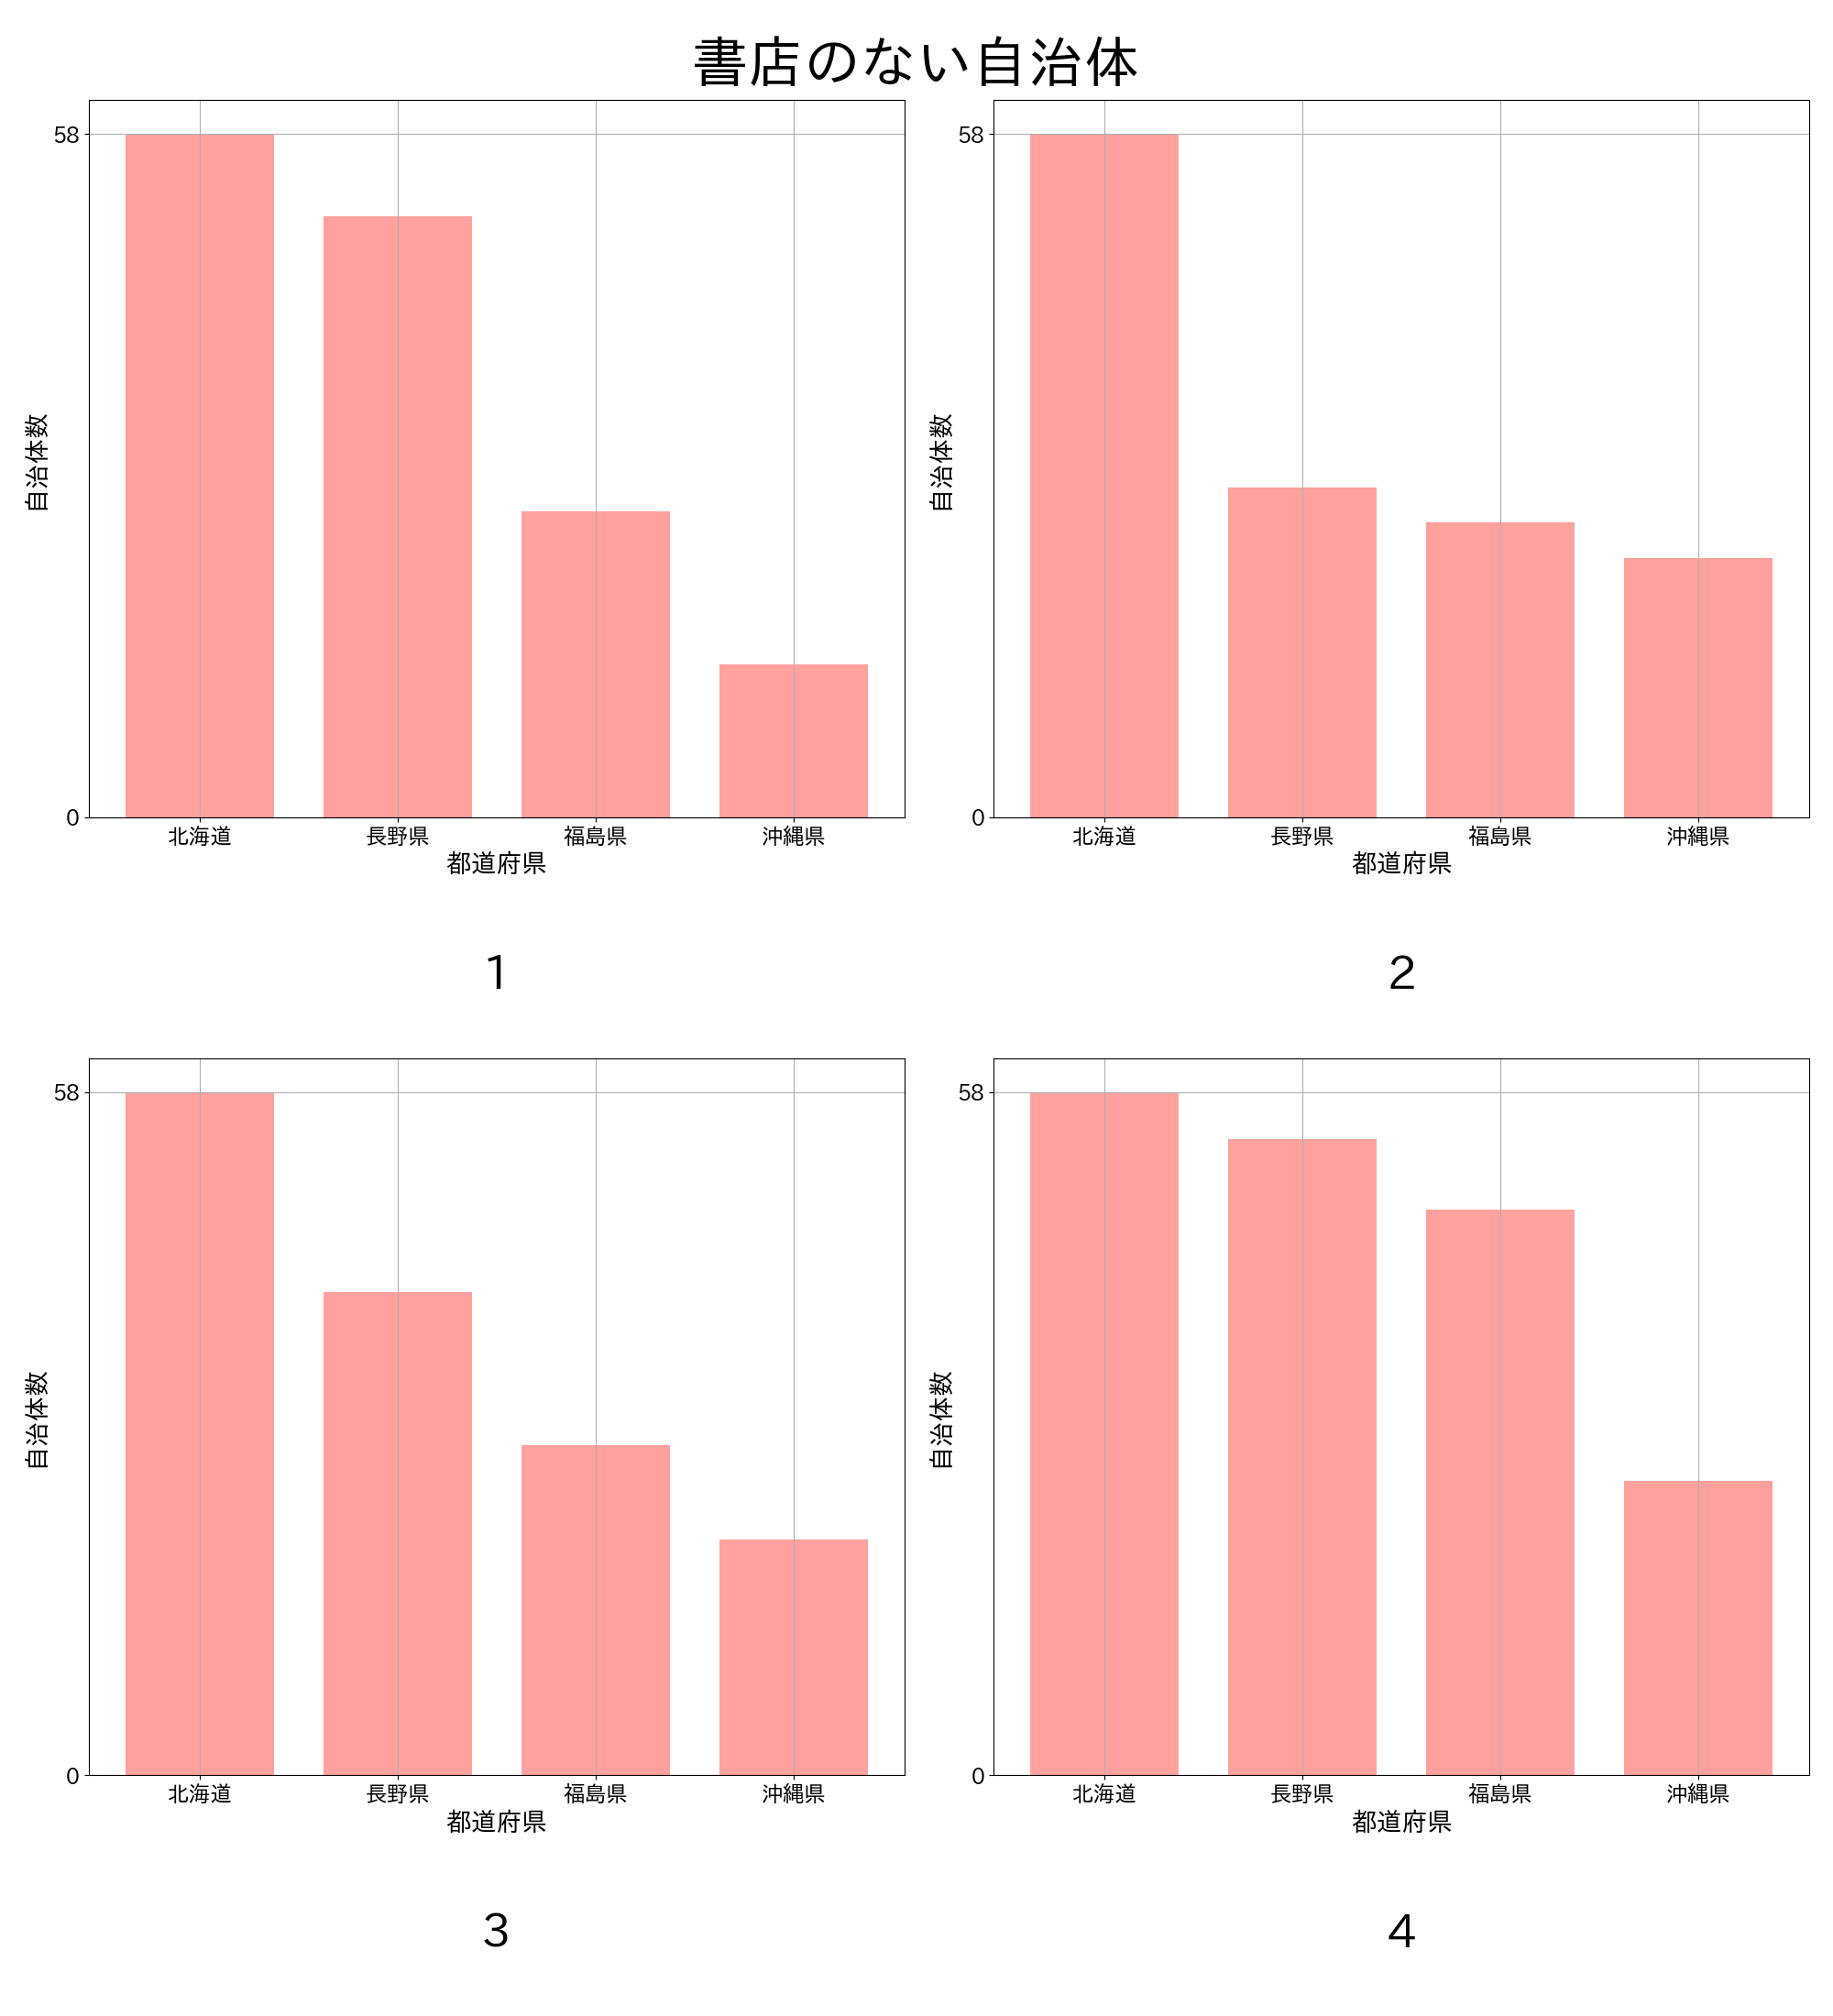 書店のない自治体
58
0
自治体数
北海道 長野県 福島県 沖縄県
都道府県
1
58
0
自治体数
北海道 長野県 福島県 沖縄県
都道府県
2
58
0
自治体数
北海道 長野県 福島県 沖縄県
都道府県
3
58
0
自治体数
北海道 長野県 福島県 沖縄県
都道府県
4